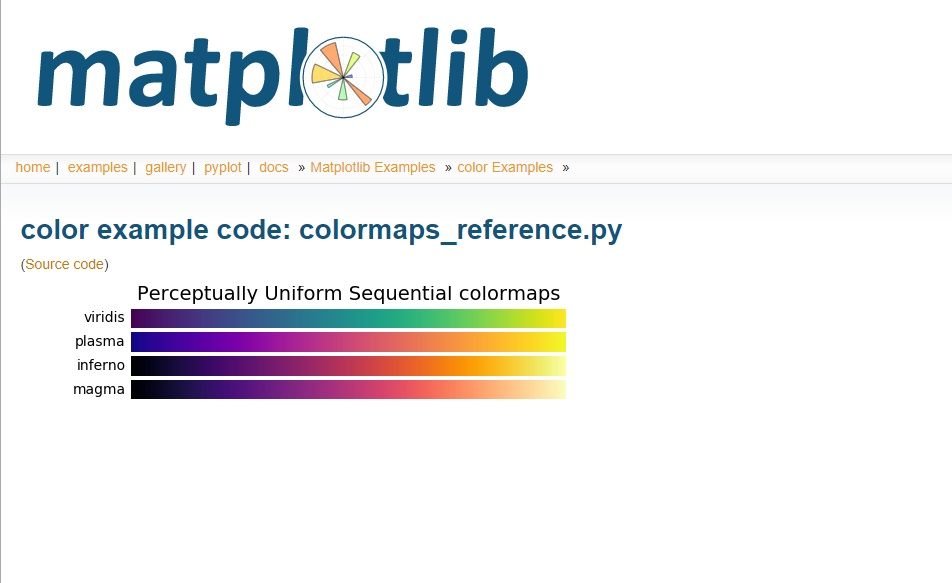 matplotlib
home | examples | gallery | pyplot | docs » Matplotlib Examples » color Examples »
color example code: colormaps_reference.py
(Source code)
Perceptually Uniform Sequential colormaps
viridis
plasma
inferno
magma